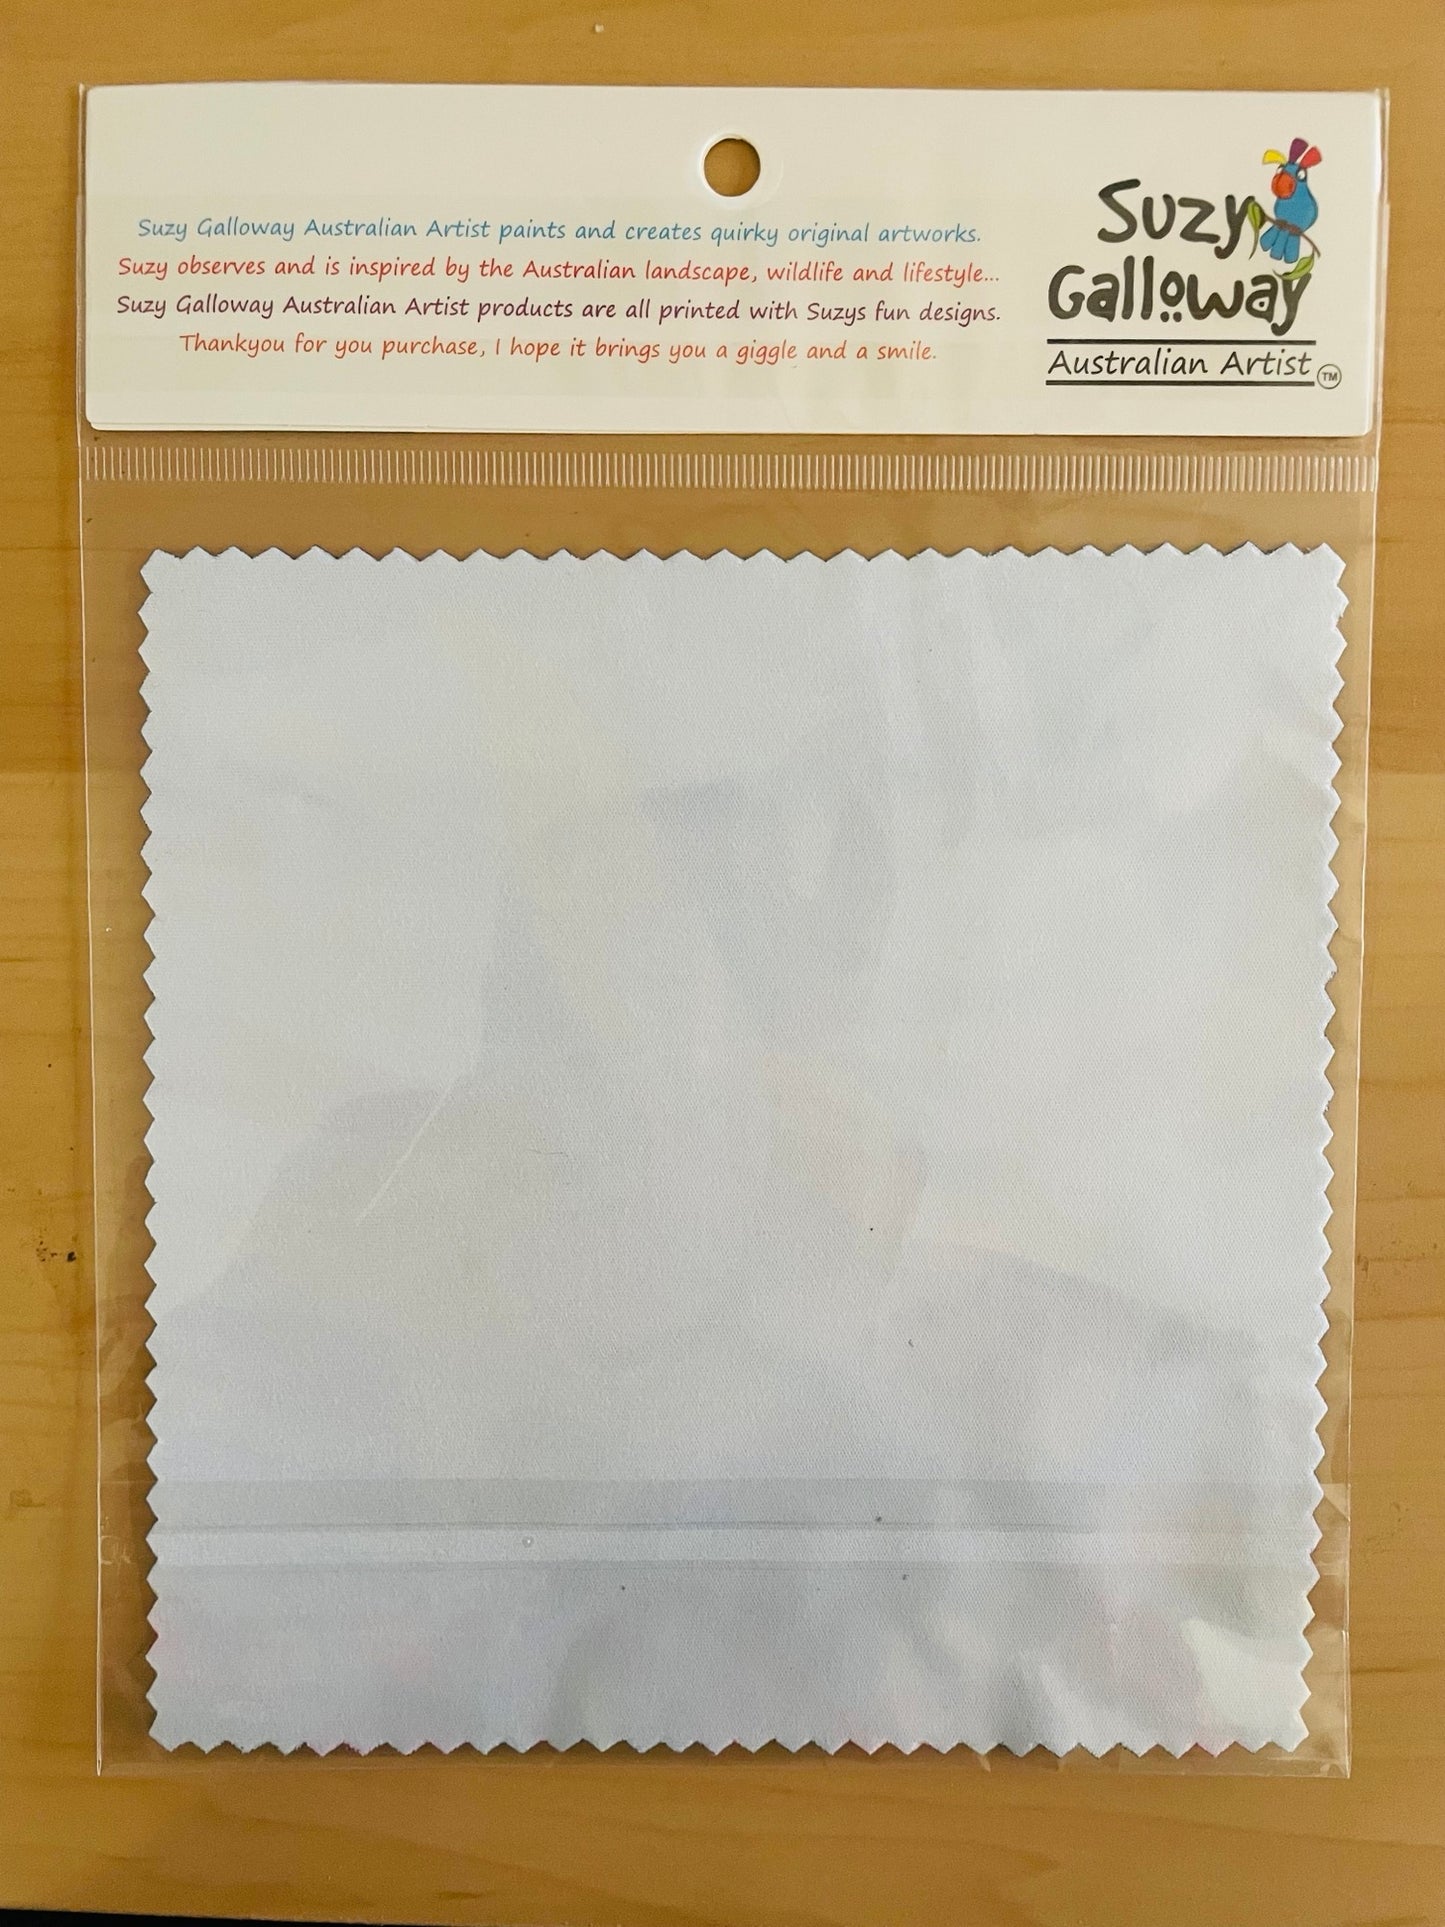 Suzy Galloway Australian Artist paints and creates quirky original artworks.
Suzy observes and is inspired by the Australian landscape, wildlife and lifestyle...
Suzy Galloway Australian Artist products are all printed with Suzys fun designs.
Thankyou for you purchase, I hope it brings you a giggle and a smile.
Suzy
Galloway
Australian Artist TM